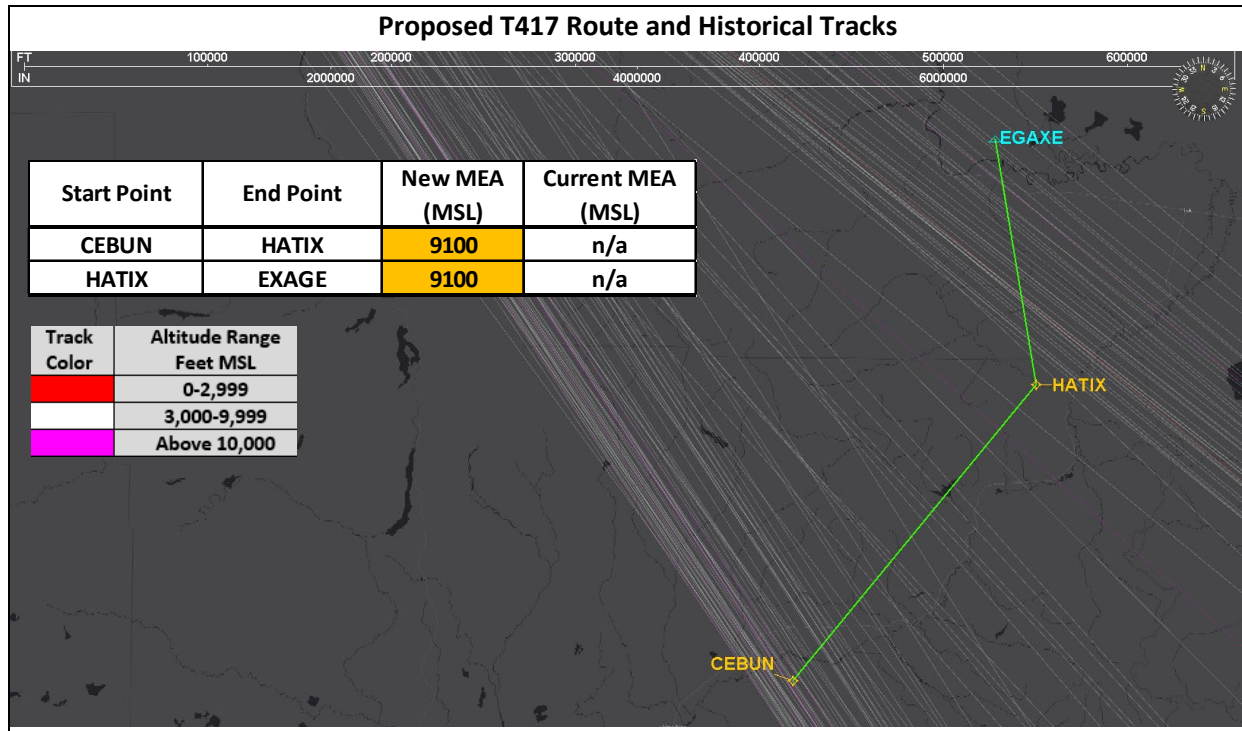 Proposed T417 Route and Historical Tracks
FT 100000 200000 300000 400000 500000 600000
IN 2000000 4000000 6000000
N
E
S
W
EGAXE
Start Point End Point New MEA (MSL) Current MEA (MSL)
CEBUN HATIX 9100 n/a
HATIX EXAGE 9100 n/a
Track Color Altitude Range Feet MSL
0-2,999
3,000-9,999
Above 10,000
HATIX
CEBUN